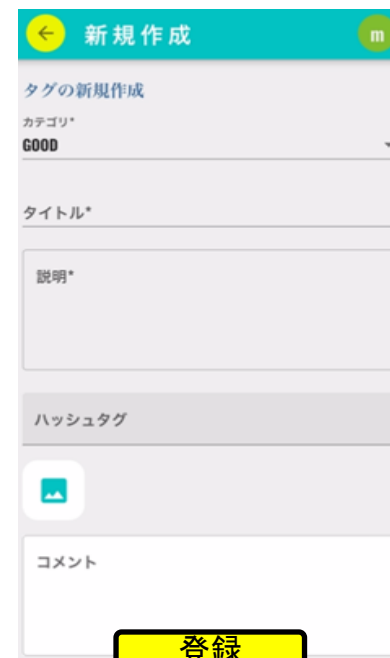 新規作成
m
タグの新規作成
カテゴリ*
GOOD
タイトル*
説明*
ハッシュタグ
コメント
登録